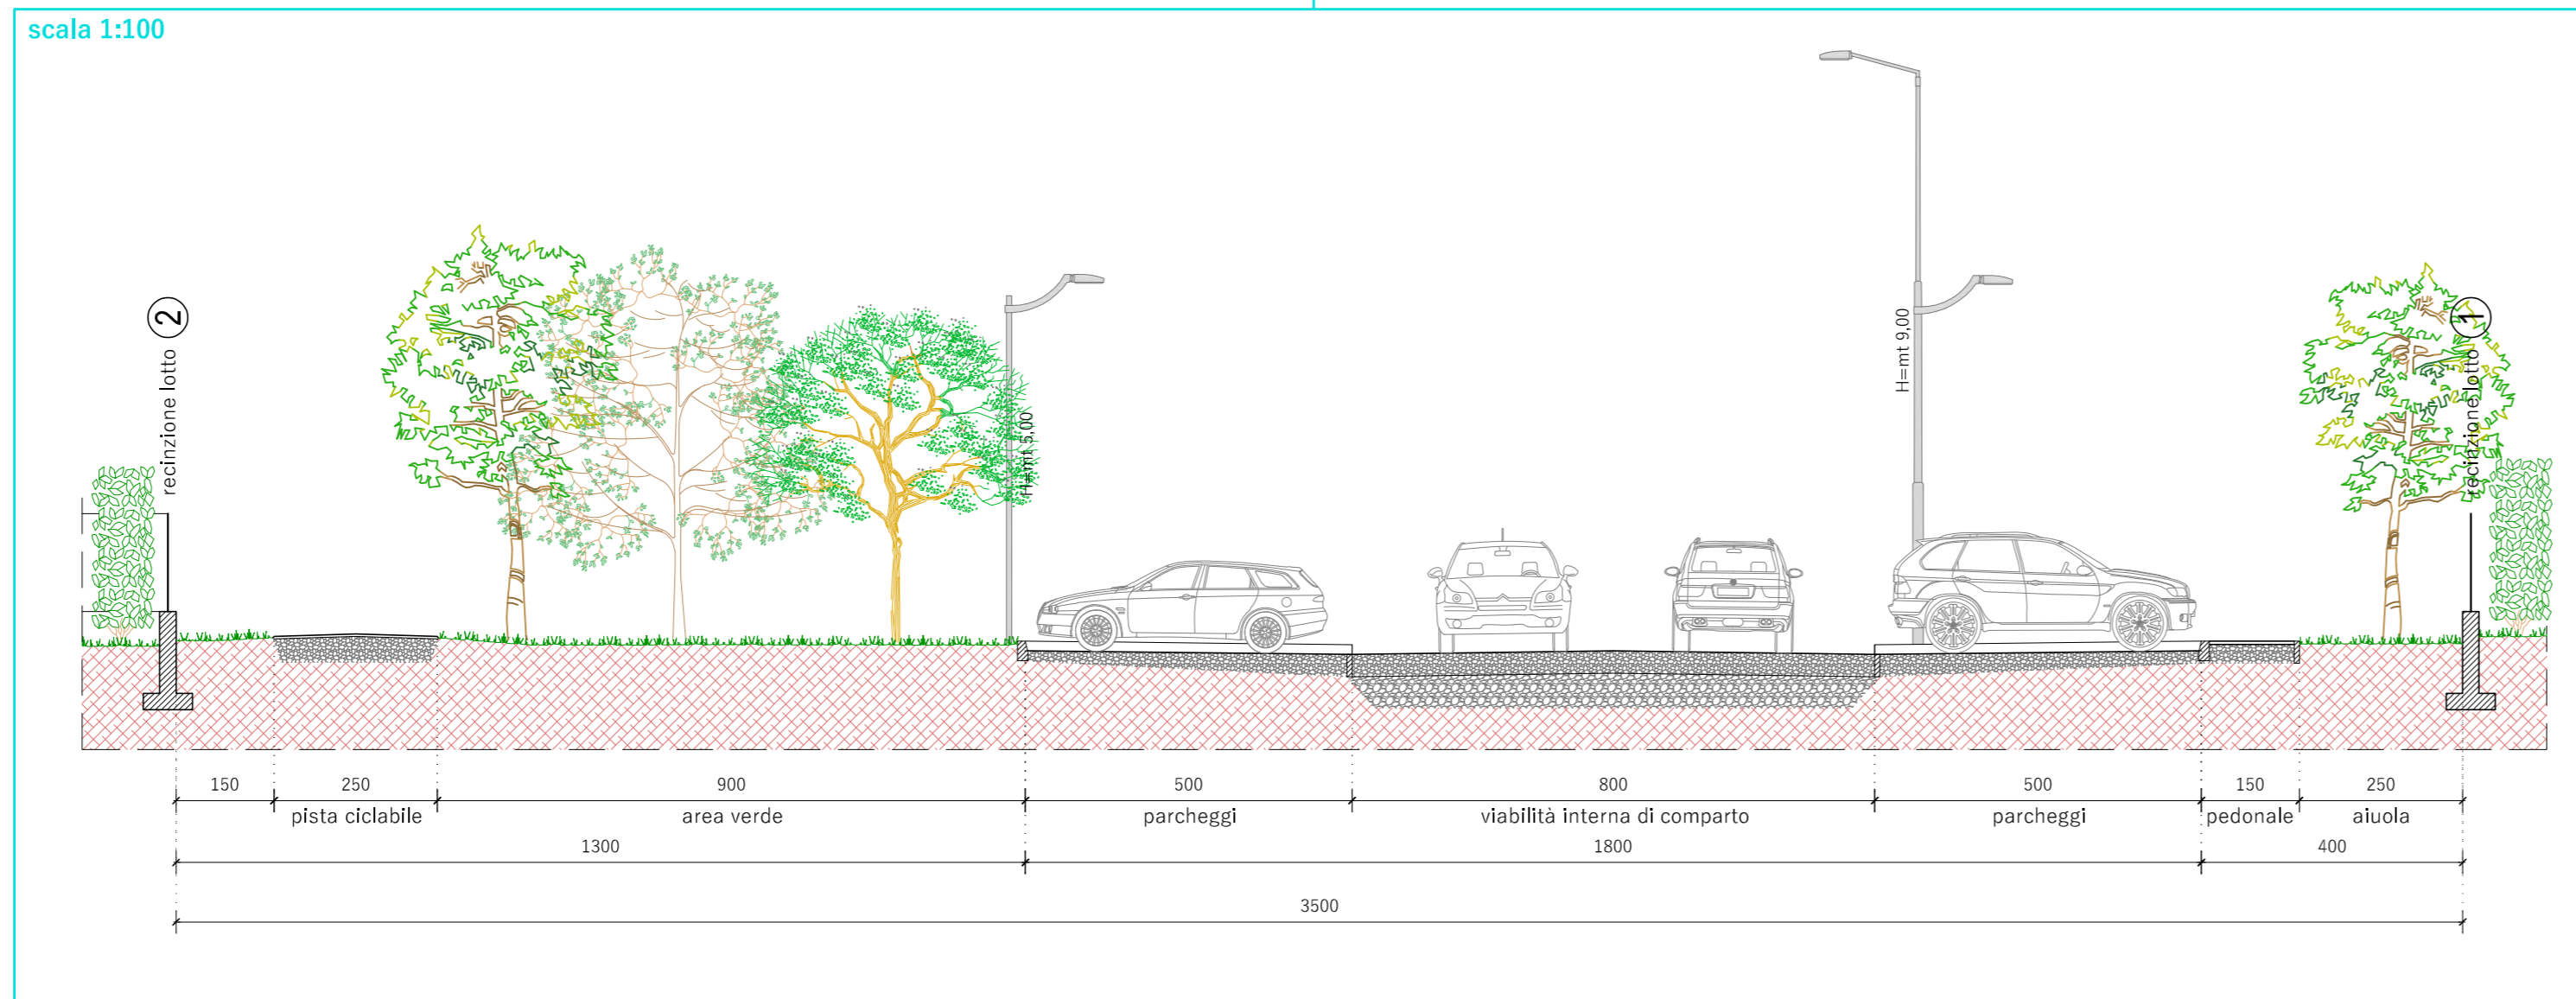 scala 1:100
2
recinzione lotto
H=mt 5,00
H=mt 9,00
1
recinzione lotto
150 250 900 500 800 500 150 250
pista ciclabile area verde parcheggi viabilità interna di comparto parcheggi pedonale aiuola
1300 1800 400
3500